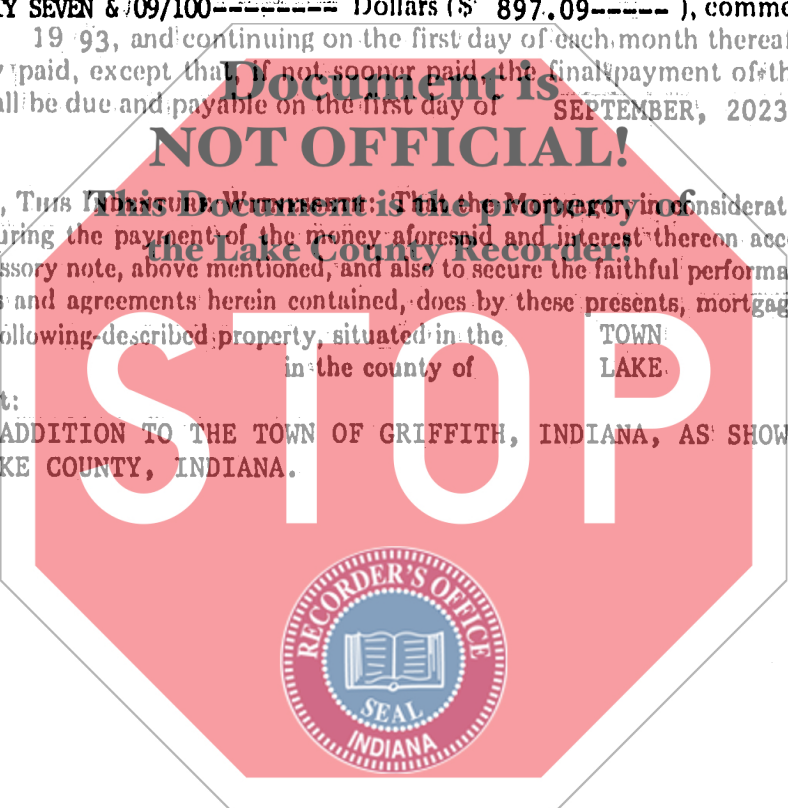 TY SEVEN & 09/100-------- Dollars ($ 897.09----- ), comme
19 93, and continuing on the first day of each month thereaf
y paid, except that, if not sooner paid, the final payment of th
all be due and payable on the first day of SEPTEMBER, 2023
Document is
NOT OFFICIAL!
This Document is the property of
the Lake County Recorder!
, THIS INDENTURE WITNESSETH: That the Mortgagor, in considerat
uring the payment of the money aforesaid and interest thereon acc
ssory note, above mentioned, and also to secure the faithful performa
s and agreements herein contained, does by these presents, mortgag
ollowing-described property, situated in the TOWN
in the county of LAKE
t:
ADDITION TO THE TOWN OF GRIFFITH, INDIANA, AS SHOW
KE COUNTY, INDIANA.
STOP
RECORDER'S OFFICE
SEAL
INDIANA